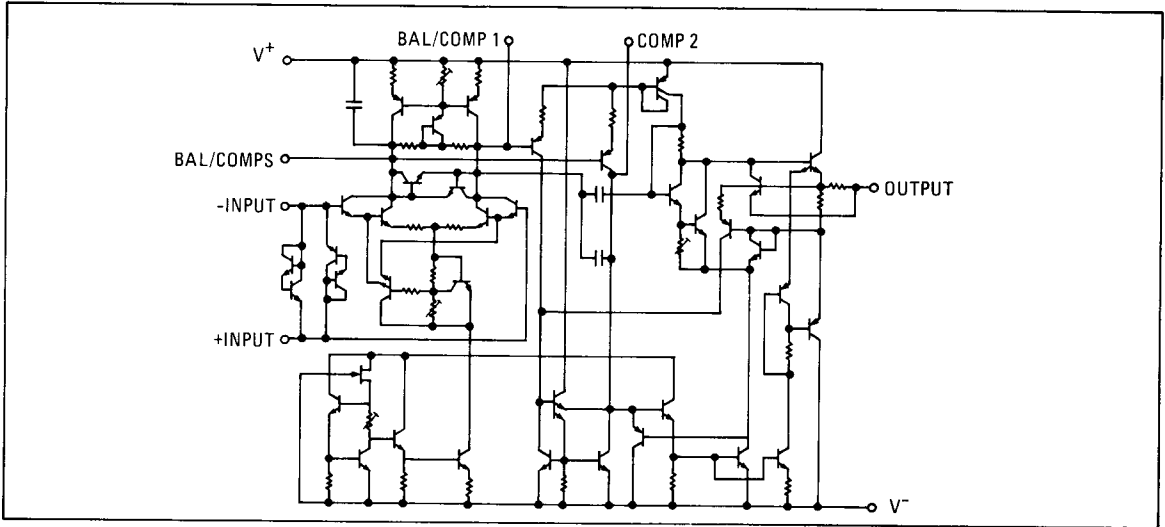 BAL/COMP 1
COMP 2
V+
BAL/COMPS
-INPUT
OUTPUT
+INPUT
V-